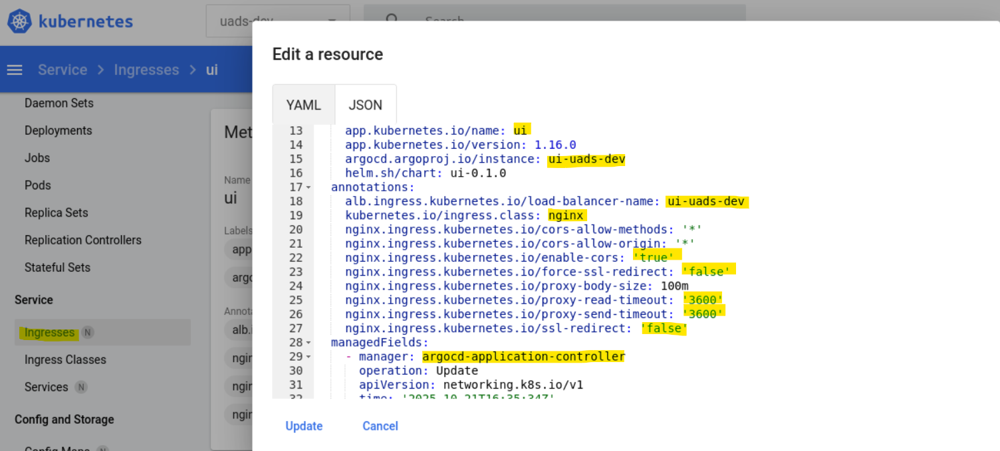 kubernetes
uads-dev
Search
Service > Ingresses > ui
Daemon Sets
Deployments
Jobs
Pods
Replica Sets
Replication Controllers
Stateful Sets
Service
Ingresses N
Ingress Classes
Services N
Config and Storage
Config Maps N
Met
Name
ui
Labels
app
argo
Annota
alb.i
ngin
ngin
ngin
Edit a resource
YAML JSON
13 app.kubernetes.io/name: ui
14 app.kubernetes.io/version: 1.16.0
15 argocd.argoproj.io/instance: ui-uads-dev
16 helm.sh/chart: ui-0.1.0
17 annotations:
18 alb.ingress.kubernetes.io/load-balancer-name: ui-uads-dev
19 kubernetes.io/ingress.class: nginx
20 nginx.ingress.kubernetes.io/cors-allow-methods: '*'
21 nginx.ingress.kubernetes.io/cors-allow-origin: '*'
22 nginx.ingress.kubernetes.io/enable-cors: 'true'
23 nginx.ingress.kubernetes.io/force-ssl-redirect: 'false'
24 nginx.ingress.kubernetes.io/proxy-body-size: 100m
25 nginx.ingress.kubernetes.io/proxy-read-timeout: '3600'
26 nginx.ingress.kubernetes.io/proxy-send-timeout: '3600'
27 nginx.ingress.kubernetes.io/ssl-redirect: 'false'
28 managedFields:
29 - manager: argocd-application-controller
30 operation: Update
31 apiVersion: networking.k8s.io/v1
32 time: '2025-10-21T16:35:34Z'
Update Cancel